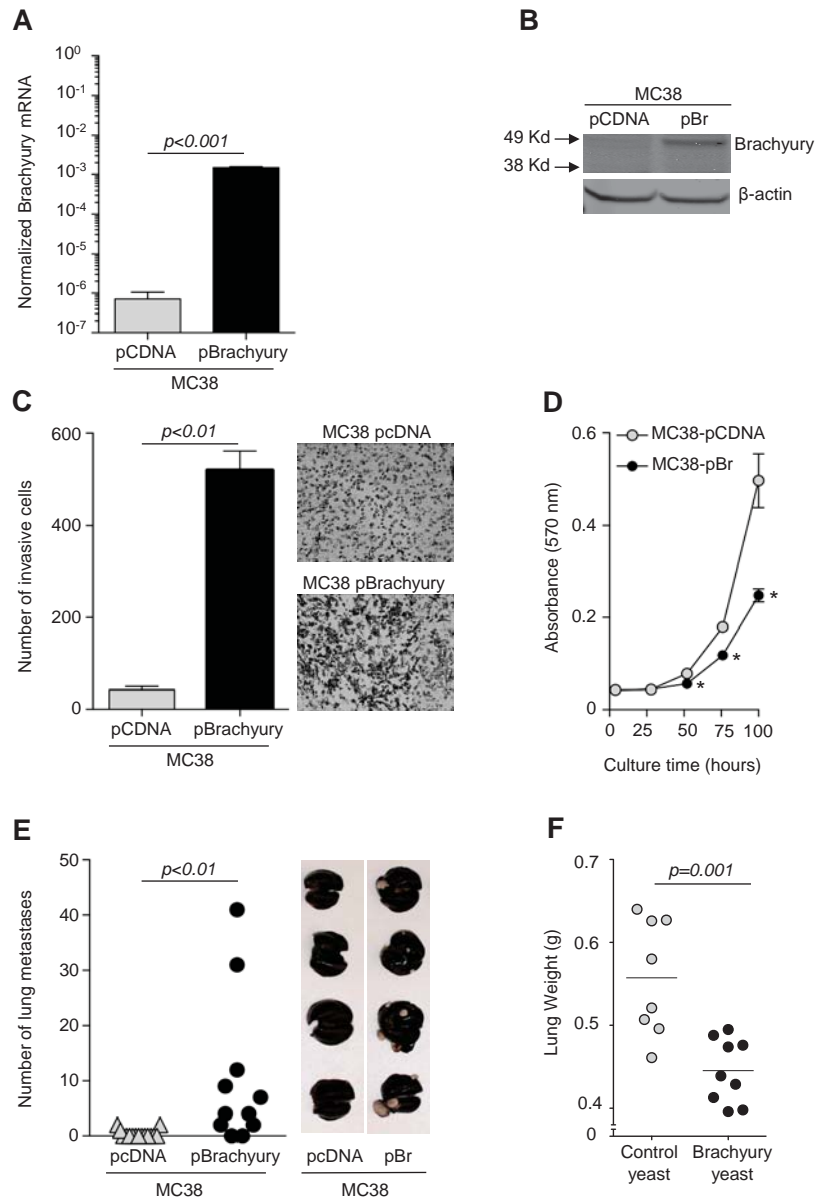 A
Normalized Brachyury mRNA
10^0
10^-1
10^-2
10^-3
10^-4
10^-5
10^-6
10^-7
p<0.001
pCDNA pBrachyury
MC38
B
MC38
pCDNA pBr
49 Kd
38 Kd
Brachyury
β-actin
C
Number of invasive cells
600
400
200
0
p<0.01
pCDNA pBrachyury
MC38
MC38 pcDNA
MC38 pBrachyury
D
Absorbance (570 nm)
0.6
0.4
0.2
0
MC38-pCDNA
MC38-pBr
*
*
*
0 25 50 75 100
Culture time (hours)
E
Number of lung metastases
50
40
30
20
10
0
p<0.01
pcDNA pBrachyury
MC38
pcDNA pBr
MC38
F
Lung Weight (g)
0.7
0.6
0.5
0.4
0
p=0.001
Control Brachyury
yeast yeast